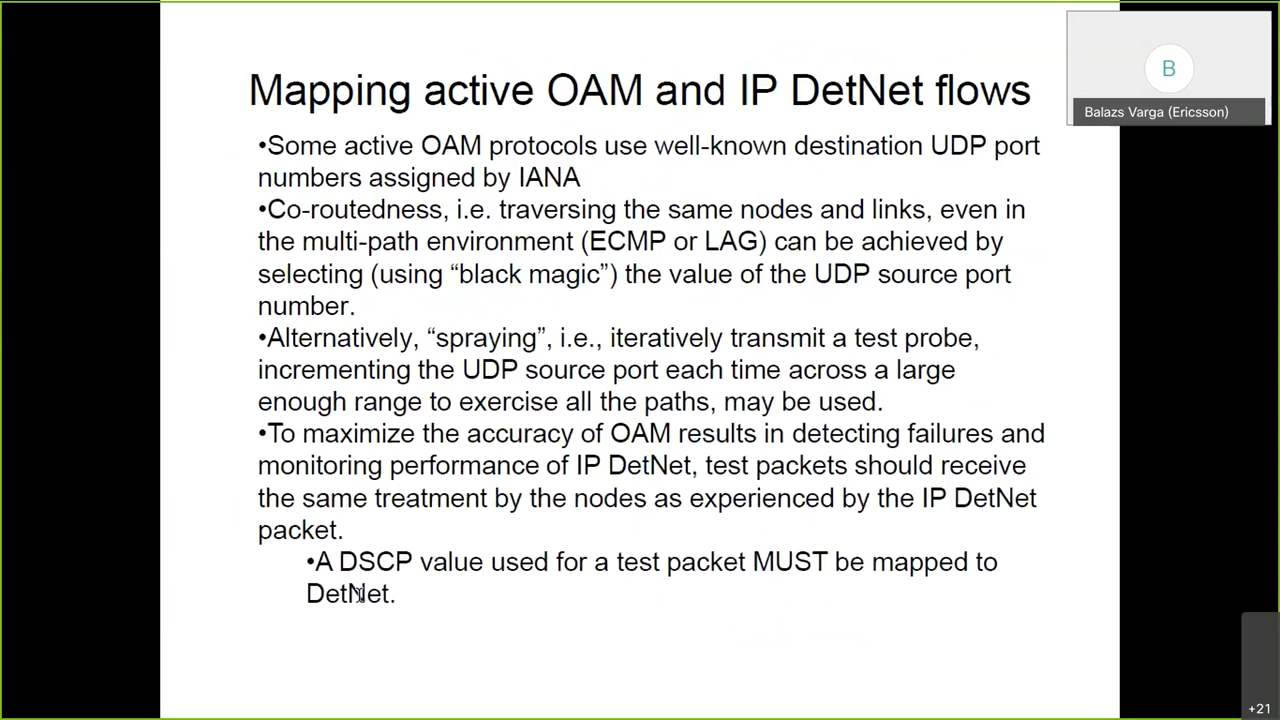 Mapping active OAM and IP DetNet flows
•Some active OAM protocols use well-known destination UDP port
numbers assigned by IANA
•Co-routedness, i.e. traversing the same nodes and links, even in
the multi-path environment (ECMP or LAG) can be achieved by
selecting (using “black magic”) the value of the UDP source port
number.
•Alternatively, “spraying”, i.e., iteratively transmit a test probe,
incrementing the UDP source port each time across a large
enough range to exercise all the paths, may be used.
•To maximize the accuracy of OAM results in detecting failures and
monitoring performance of IP DetNet, test packets should receive
the same treatment by the nodes as experienced by the IP DetNet
packet.
•A DSCP value used for a test packet MUST be mapped to
DetNet.
B
Balazs Varga (Ericsson)
+21